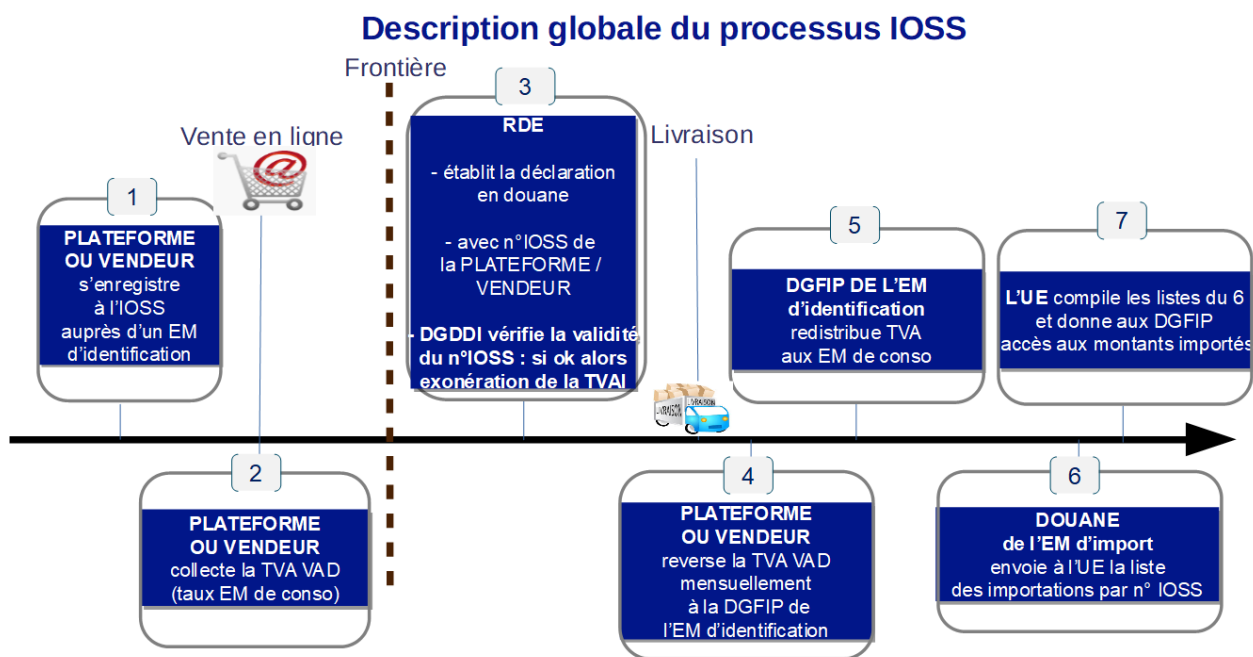 Description globale du processus IOSS
Frontière
Vente en ligne
Livraison
1
PLATEFORME
OU VENDEUR
s'enregistre
à l'IOSS
auprès d'un EM
d'identification
2
PLATEFORME
OU VENDEUR
collecte la TVA VAD
(taux EM de conso)
3
RDE
- établit la déclaration
en douane
- avec n°IOSS de
la PLATEFORME /
VENDEUR
- DGDDI vérifie la validité
du n°IOSS : si ok alors
exonération de la TVAI
LIVRAISON
LIVRAISON
4
PLATEFORME
OU VENDEUR
reverse la TVA VAD
mensuellement
à la DGFIP de
l'EM d'identification
5
DGFIP DE L'EM
d'identification
redistribue TVA
aux EM de conso
6
DOUANE
de l'EM d'import
envoie à l'UE la liste
des importations par n° IOSS
7
L'UE compile les listes du 6
et donne aux DGFIP
accès aux montants importés